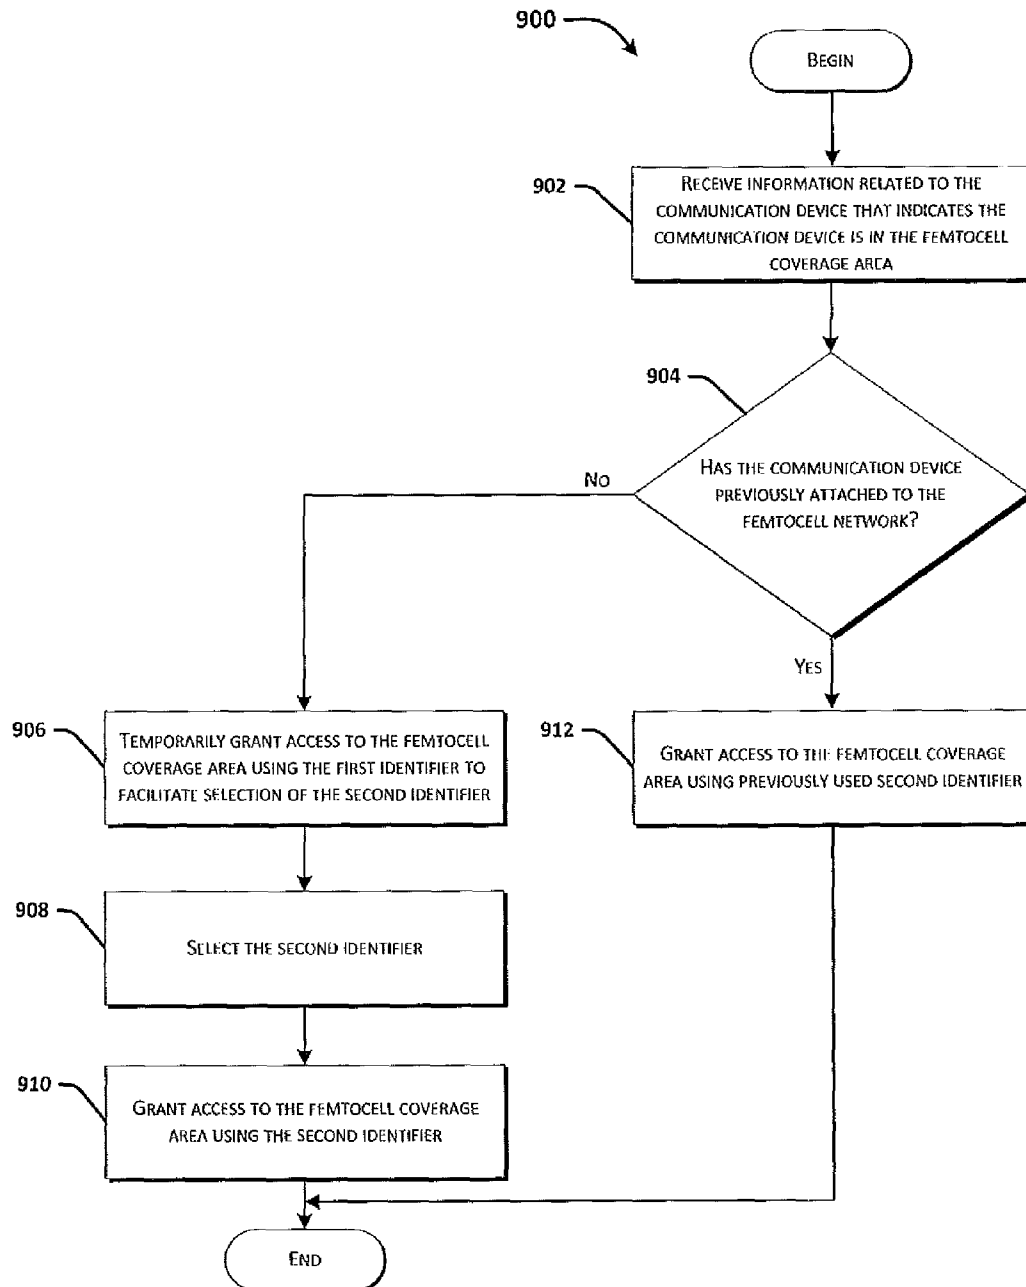 900
BEGIN
902
RECEIVE INFORMATION RELATED TO THE
COMMUNICATION DEVICE THAT INDICATES THE
COMMUNICATION DEVICE IS IN THE FEMTOCELL
COVERAGE AREA
904
HAS THE COMMUNICATION DEVICE
PREVIOUSLY ATTACHED TO THE
FEMTOCELL NETWORK?
NO
YES
906
TEMPORARILY GRANT ACCESS TO THE FEMTOCELL
COVERAGE AREA USING THE FIRST IDENTIFIER TO
FACILITATE SELECTION OF THE SECOND IDENTIFIER
912
GRANT ACCESS TO THE FEMTOCELL COVERAGE
AREA USING PREVIOUSLY USED SECOND IDENTIFIER
908
SELECT THE SECOND IDENTIFIER
910
GRANT ACCESS TO THE FEMTOCELL COVERAGE
AREA USING THE SECOND IDENTIFIER
END